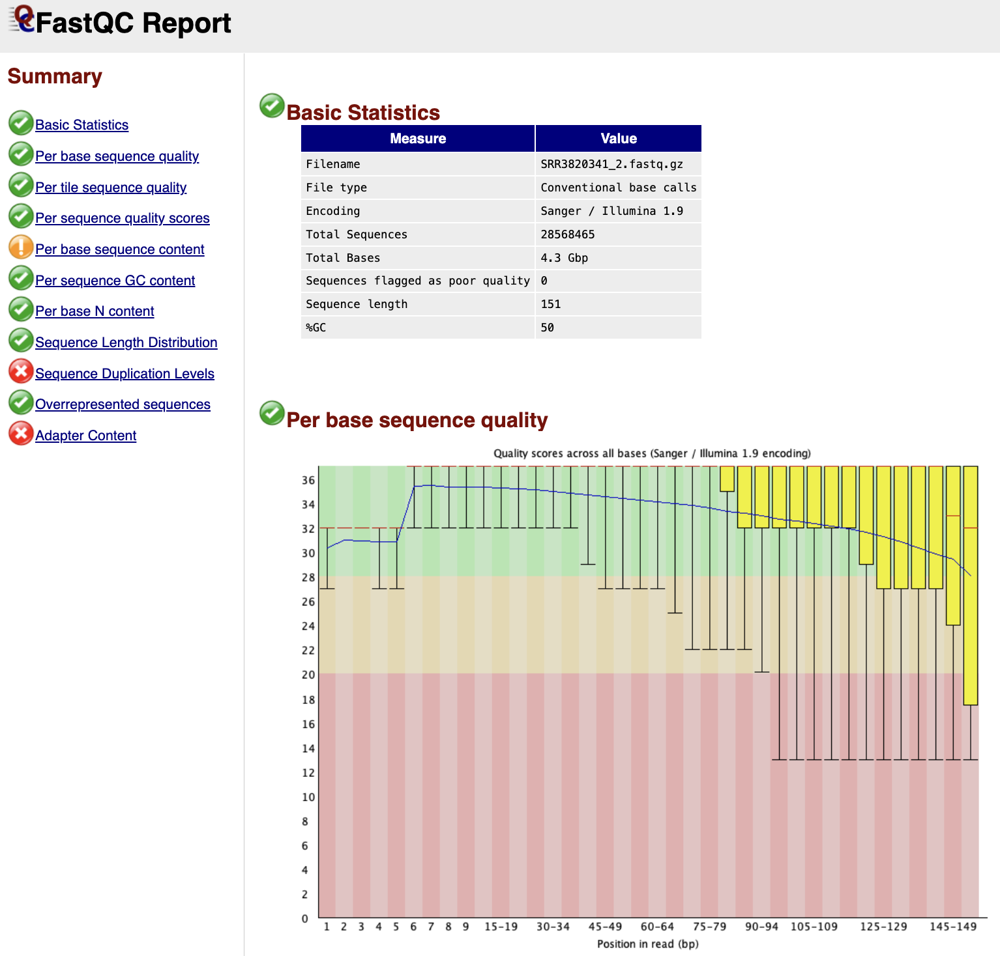 FastQC Report
Summary
Basic Statistics
Per base sequence quality
Per tile sequence quality
Per sequence quality scores
Per base sequence content
Per sequence GC content
Per base N content
Sequence Length Distribution
Sequence Duplication Levels
Overrepresented sequences
Adapter Content
Basic Statistics
Measure Value
Filename SRR3820341_2.fastq.gz
File type Conventional base calls
Encoding Sanger / Illumina 1.9
Total Sequences 28568465
Total Bases 4.3 Gbp
Sequences flagged as poor quality 0
Sequence length 151
%GC 50
Per base sequence quality
Quality scores across all bases (Sanger / Illumina 1.9 encoding)
36
34
32
30
28
26
24
22
20
18
16
14
12
10
8
6
4
2
0
1 2 3 4 5 6 7 8 9 15-19 30-34 45-49 60-64 75-79 90-94 105-109 125-129 145-149
Position in read (bp)